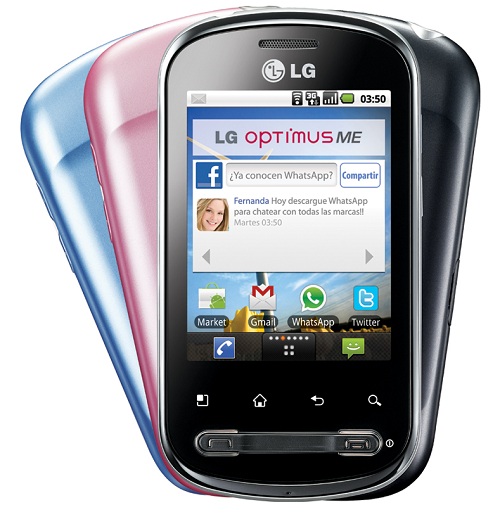 LG
3G
03:50
LG OPTIMUS ME
f
¿Ya conocen WhatsApp?
Compartir
Fernanda Hoy descargue WhatsApp
para chatear con todas las marcas!!
Martes 03:50
Market
Gmail
WhatsApp
Twitter